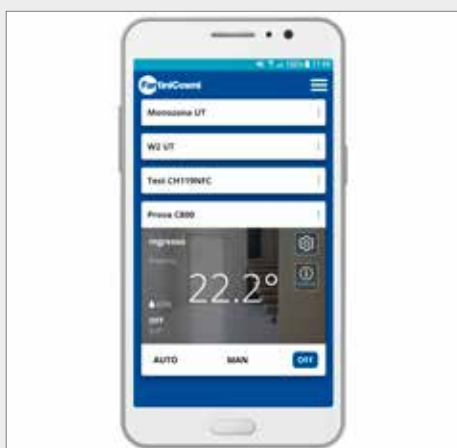 FantiniCosmi
Monozona UT
W2 UT
Test CH119NFC
Prova C800
Ingresso
22.2°
OFF
AUTO MAN OFF